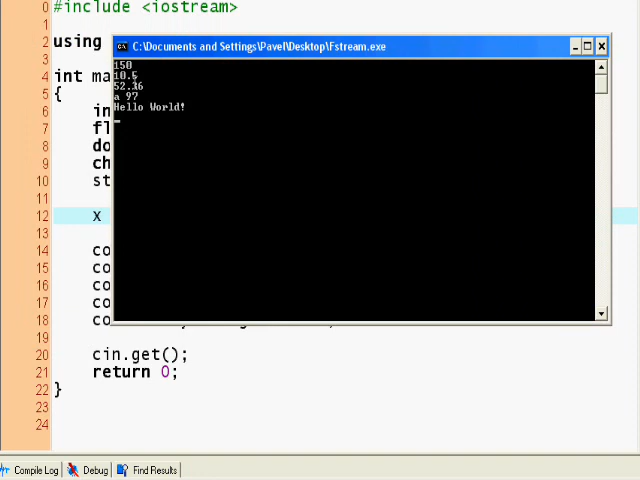 0 #include <iostream>
1
2 using
3
4 int ma
5 {
6 in
7 fl
8 do
9 ch
10 st
11
12 x
13
14 co
15 co
16 co
17 co
18 co
19
20 cin.get();
21 return 0;
22 }
23
24
C:\Documents and Settings\Pavel\Desktop\Fstream.exe
150
10.5
52.36
a 97
Hello World!
Compile Log Debug Find Results